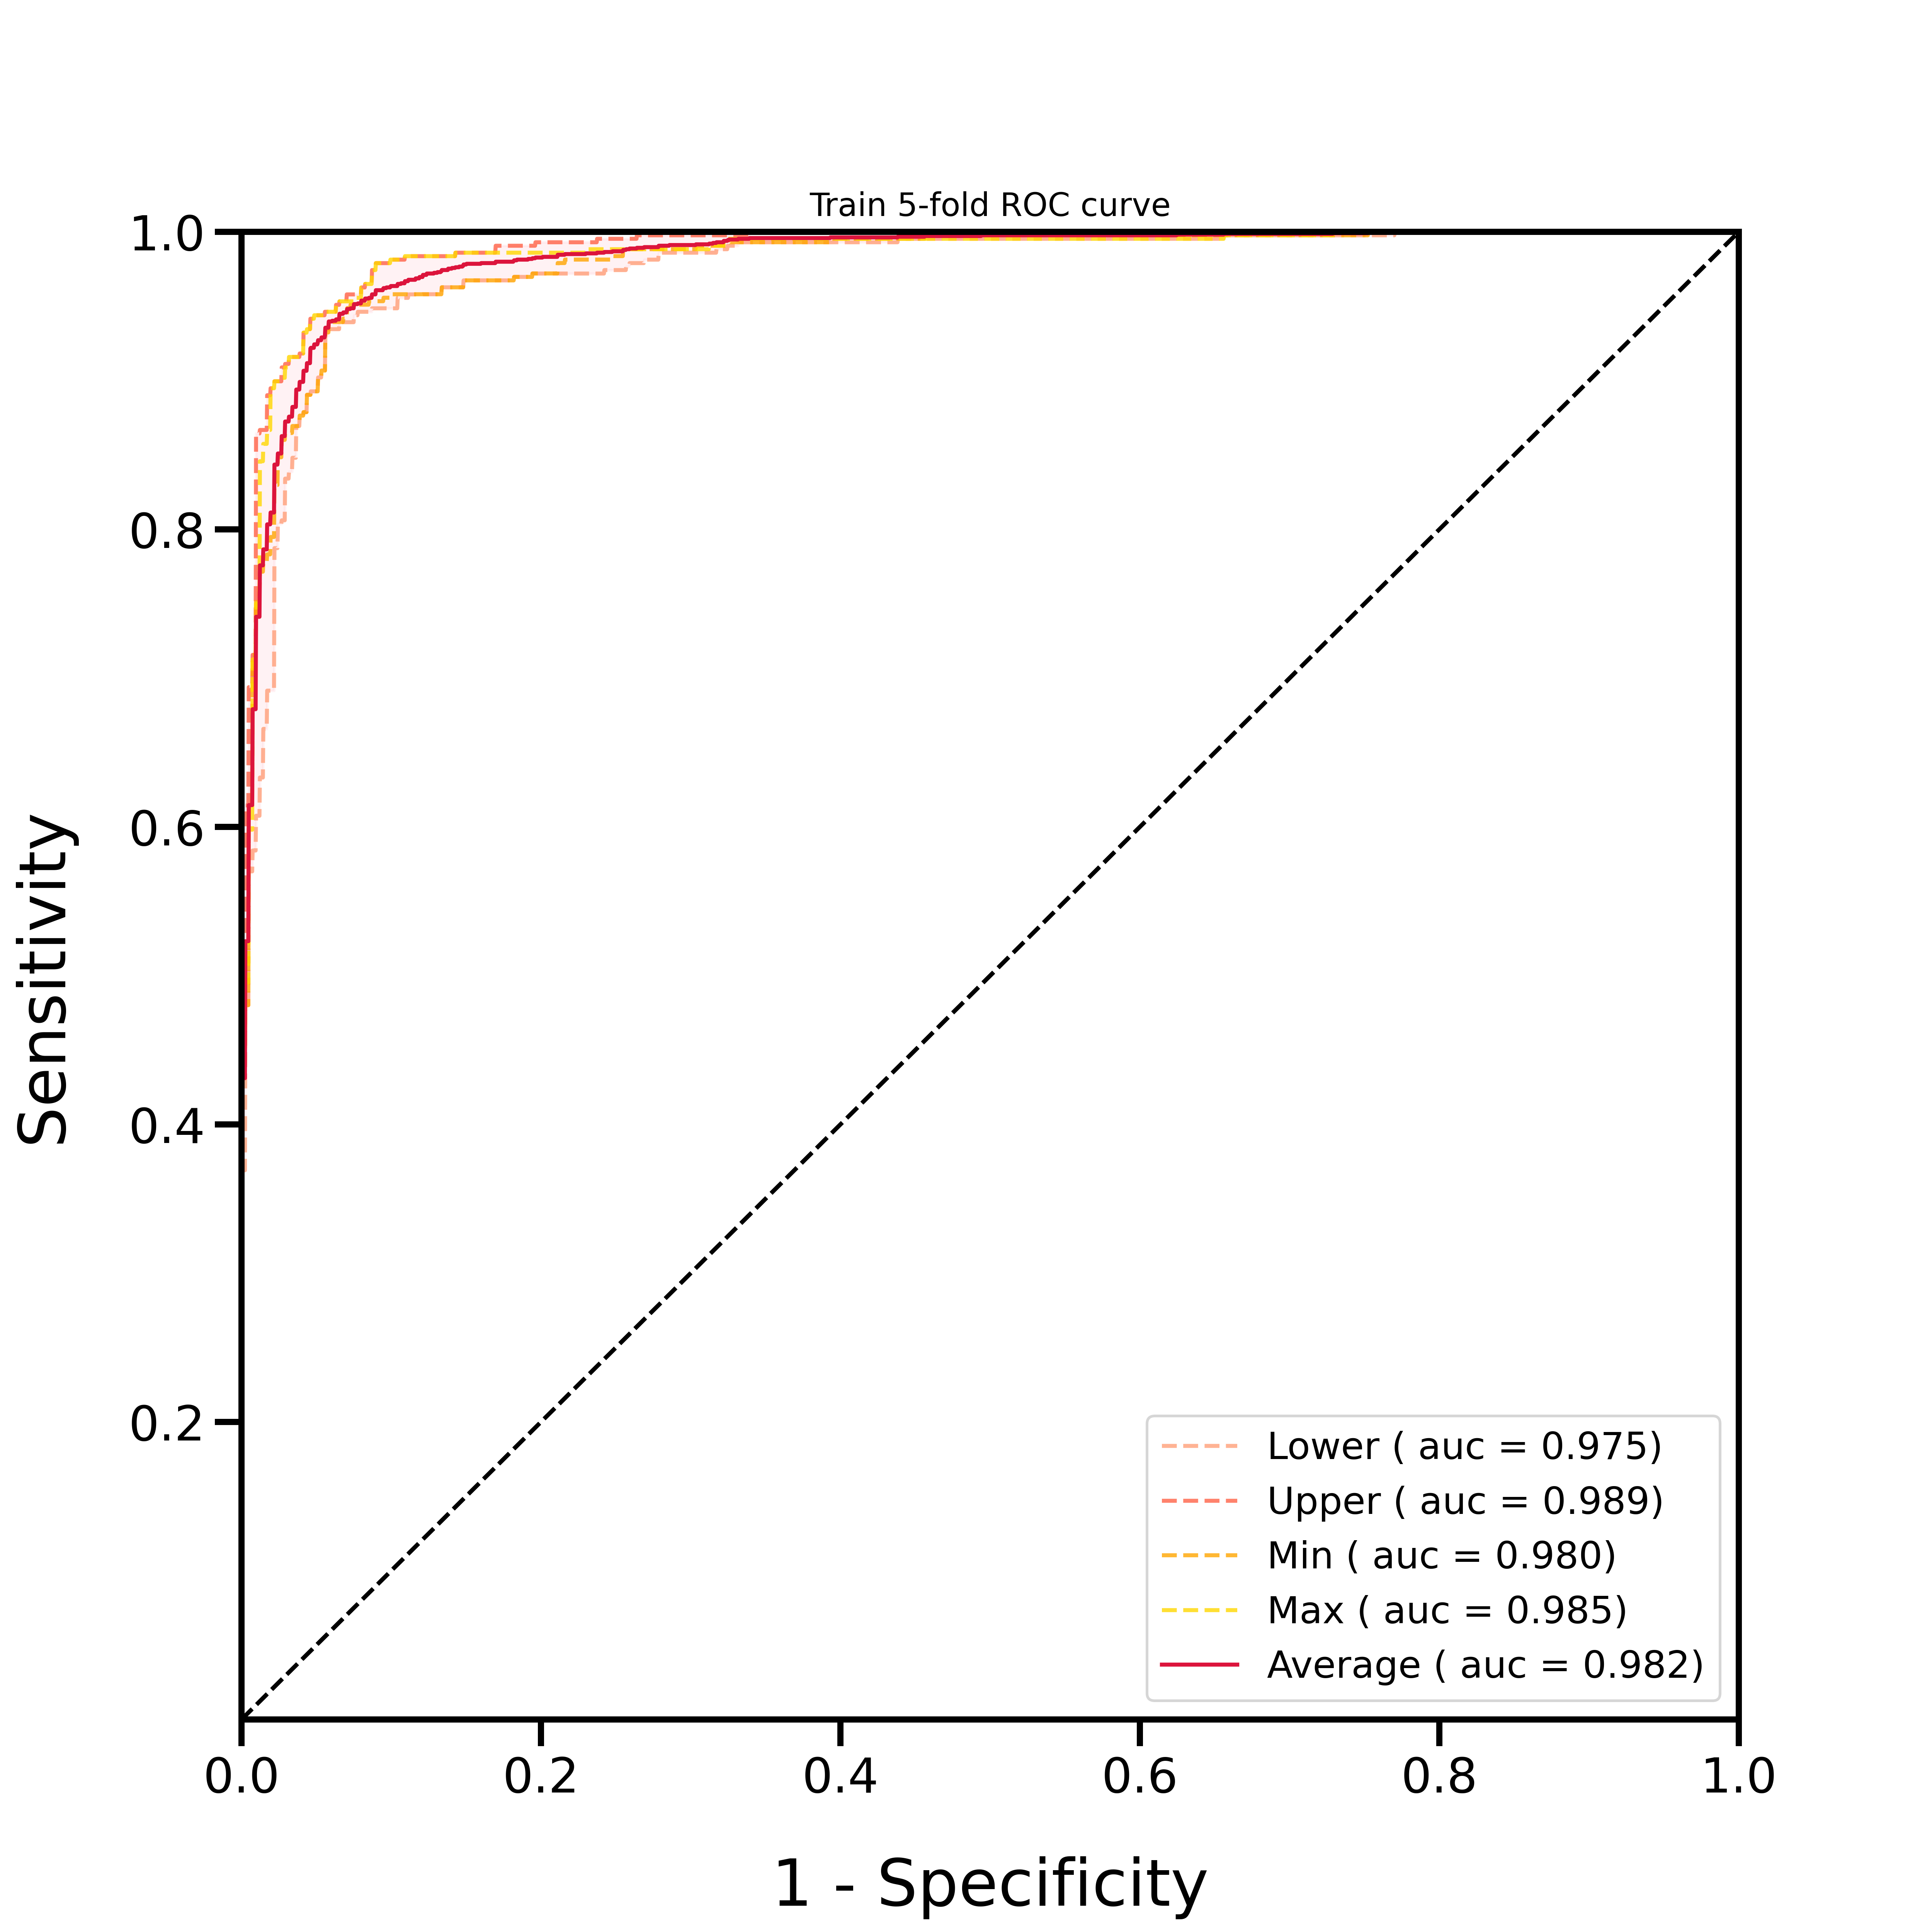 Train 5-fold ROC curve
1.0
0.8
0.6
0.4
0.2
Sensitivity
Lower ( auc = 0.975)
Upper ( auc = 0.989)
Min ( auc = 0.980)
Max ( auc = 0.985)
Average ( auc = 0.982)
0.0 0.2 0.4 0.6 0.8 1.0
1 - Specificity